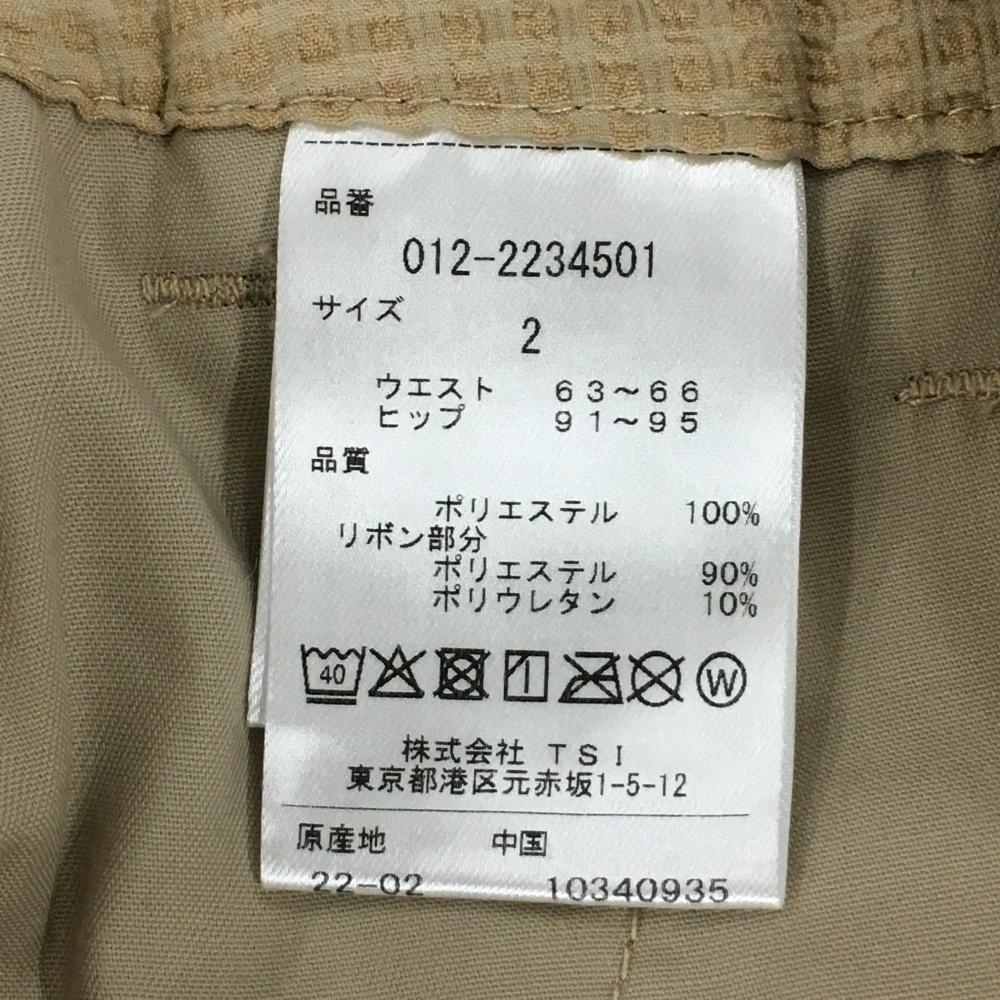 品番
012-2234501
サイズ
2
ウエスト 63～66
ヒップ 91～95
品質
ポリエステル 100%
リボン部分
ポリエステル 90%
ポリウレタン 10%
40 W
株式会社 TSI
東京都港区元赤坂1-5-12
原産地 中国
22-02 10340935